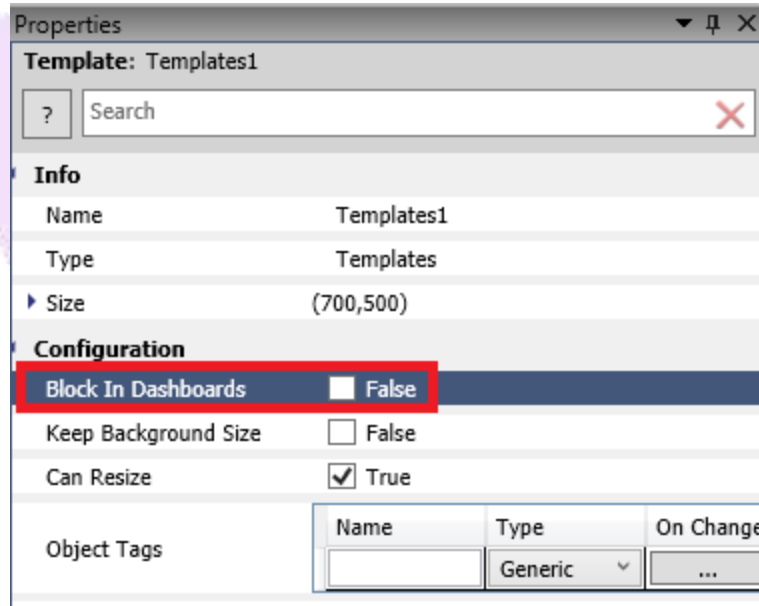 Properties
Template: Templates1
?
Search
Info
Name Templates1
Type Templates
Size (700,500)
Configuration
Block In Dashboards False
Keep Background Size False
Can Resize True
Object Tags
Name Type On Change
Generic ...